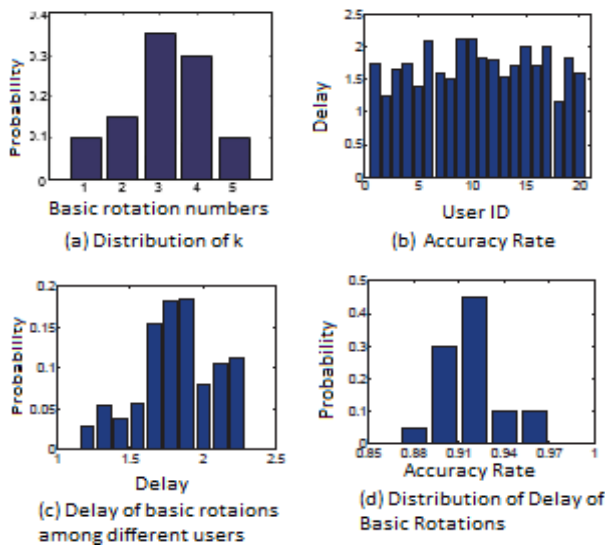 0.4
0.3
0.2
0.1
0
1 2 3 4 5
Probability
Basic rotation numbers
(a) Distribution of k
2.5
2
1.5
1
0.5
0
0 5 10 15 20
Delay
User ID
(b) Accuracy Rate
0.2
0.15
0.1
0.05
0
1 1.5 2 2.5
Probability
Delay
(c) Delay of basic rotaions
among different users
0.5
0.4
0.3
0.2
0.1
0
0.85 0.88 0.91 0.94 0.97 1
Probability
Accuracy Rate
(d) Distribution of Delay of
Basic Rotations